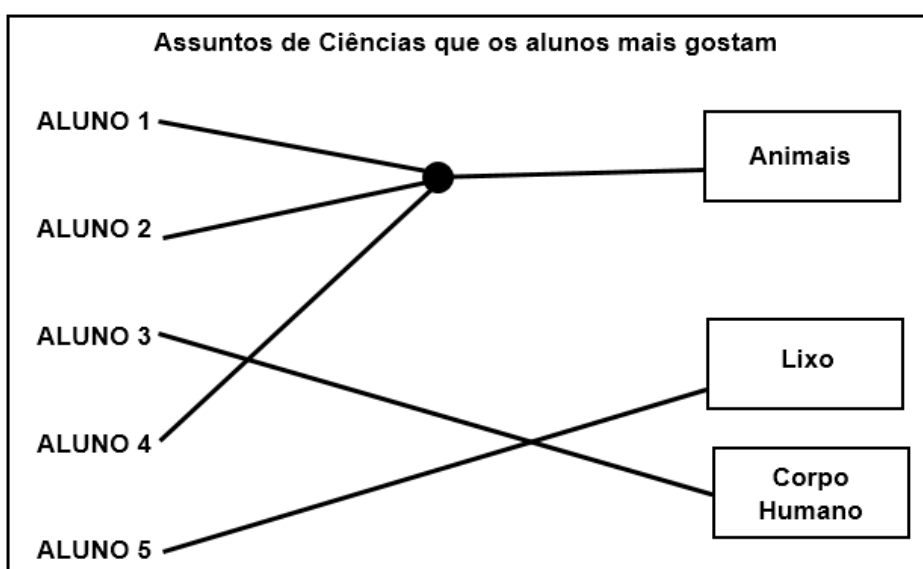 Assuntos de Ciências que os alunos mais gostam
ALUNO 1
ALUNO 2
ALUNO 3
ALUNO 4
ALUNO 5
Animais
Lixo
Corpo
Humano